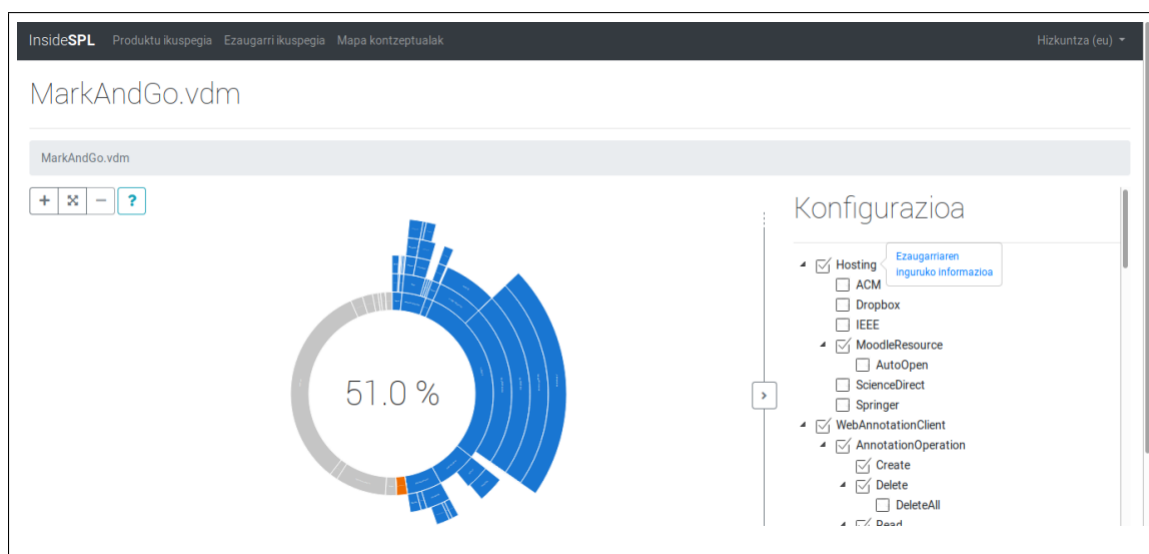 InsideSPL Produktu ikuspegia Ezaugarri ikuspegia Mapa kontzeptualak Hizkuntza (eu)
MarkAndGo.vdm
MarkAndGo.vdm
?
51.0 %
Konfigurazioa
Hosting
Ezaugarriaren
inguruko informazioa
ACM
Dropbox
IEEE
MoodleResource
AutoOpen
ScienceDirect
Springer
WebAnnotationClient
AnnotationOperation
Create
Delete
DeleteAll
Read